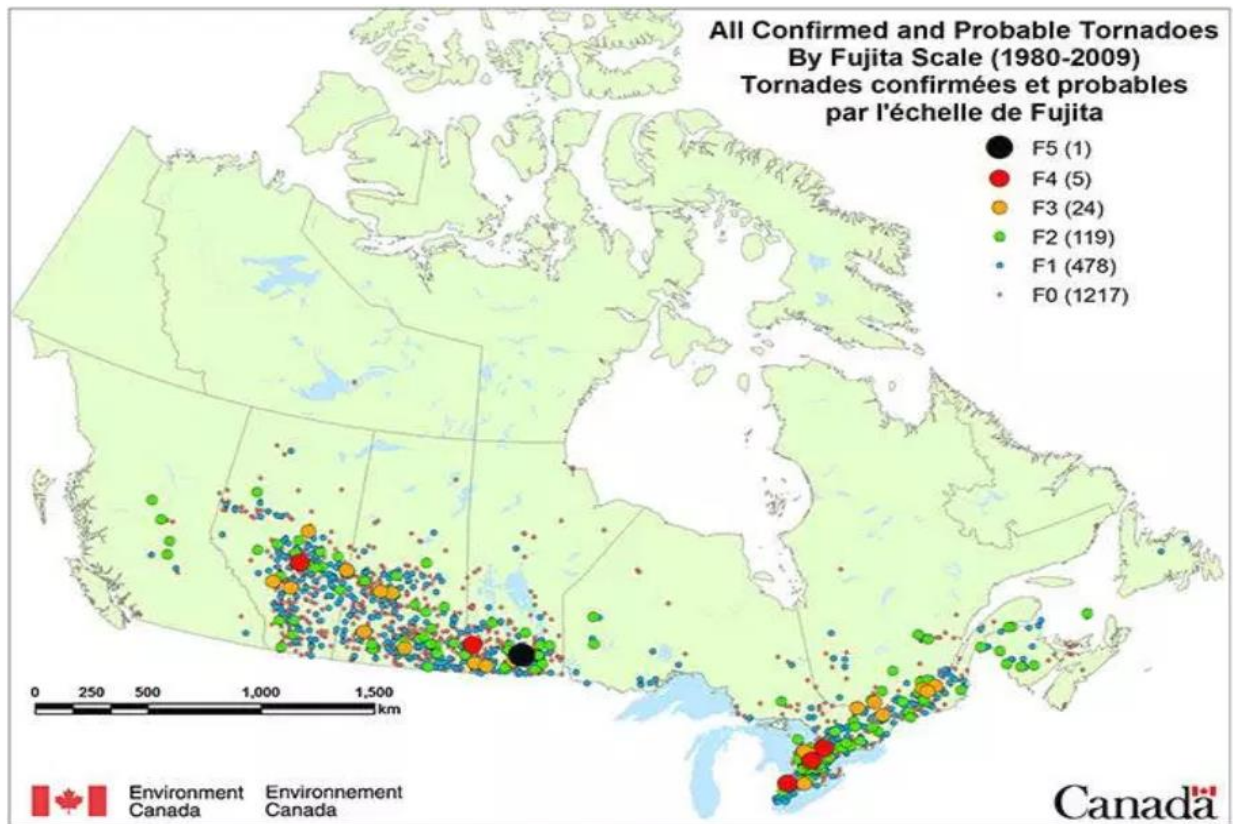 All Confirmed and Probable Tornadoes
By Fujita Scale (1980-2009)
Tornades confirmées et probables
par l'échelle de Fujita
F5 (1)
F4 (5)
F3 (24)
F2 (119)
F1 (478)
F0 (1217)
0 250 500 1,000 1,500
km
Environment Environnement
Canada Canada
Canada